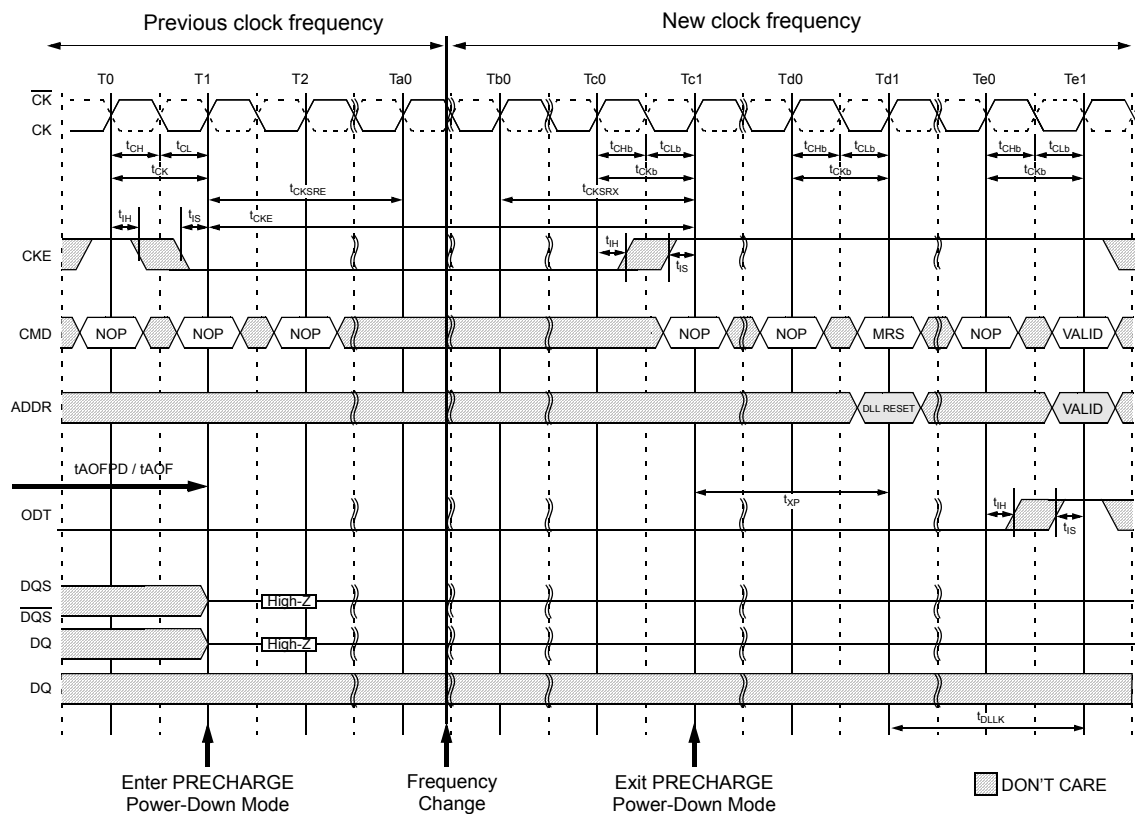 Previous clock frequency New clock frequency
T0 T1 T2 Ta0 Tb0 Tc0 Tc1 Td0 Td1 Te0 Te1
CK
CK
tCH tCL tCHb tCLb tCHb tCLb tCHb tCLb
tCK tCKb tCKb tCKb
tCKSRE tCKSRX
tIH tIS tCKE tIH tIS
CKE
CMD NOP NOP NOP NOP NOP MRS NOP VALID
ADDR DLL RESET VALID
tAOFPD / tAOF
tXP
ODT tIH tIS
DQS High-Z
DQS
DQ High-Z
DQ
tDLLK
Enter PRECHARGE
Power-Down Mode
Frequency
Change
Exit PRECHARGE
Power-Down Mode
DON'T CARE